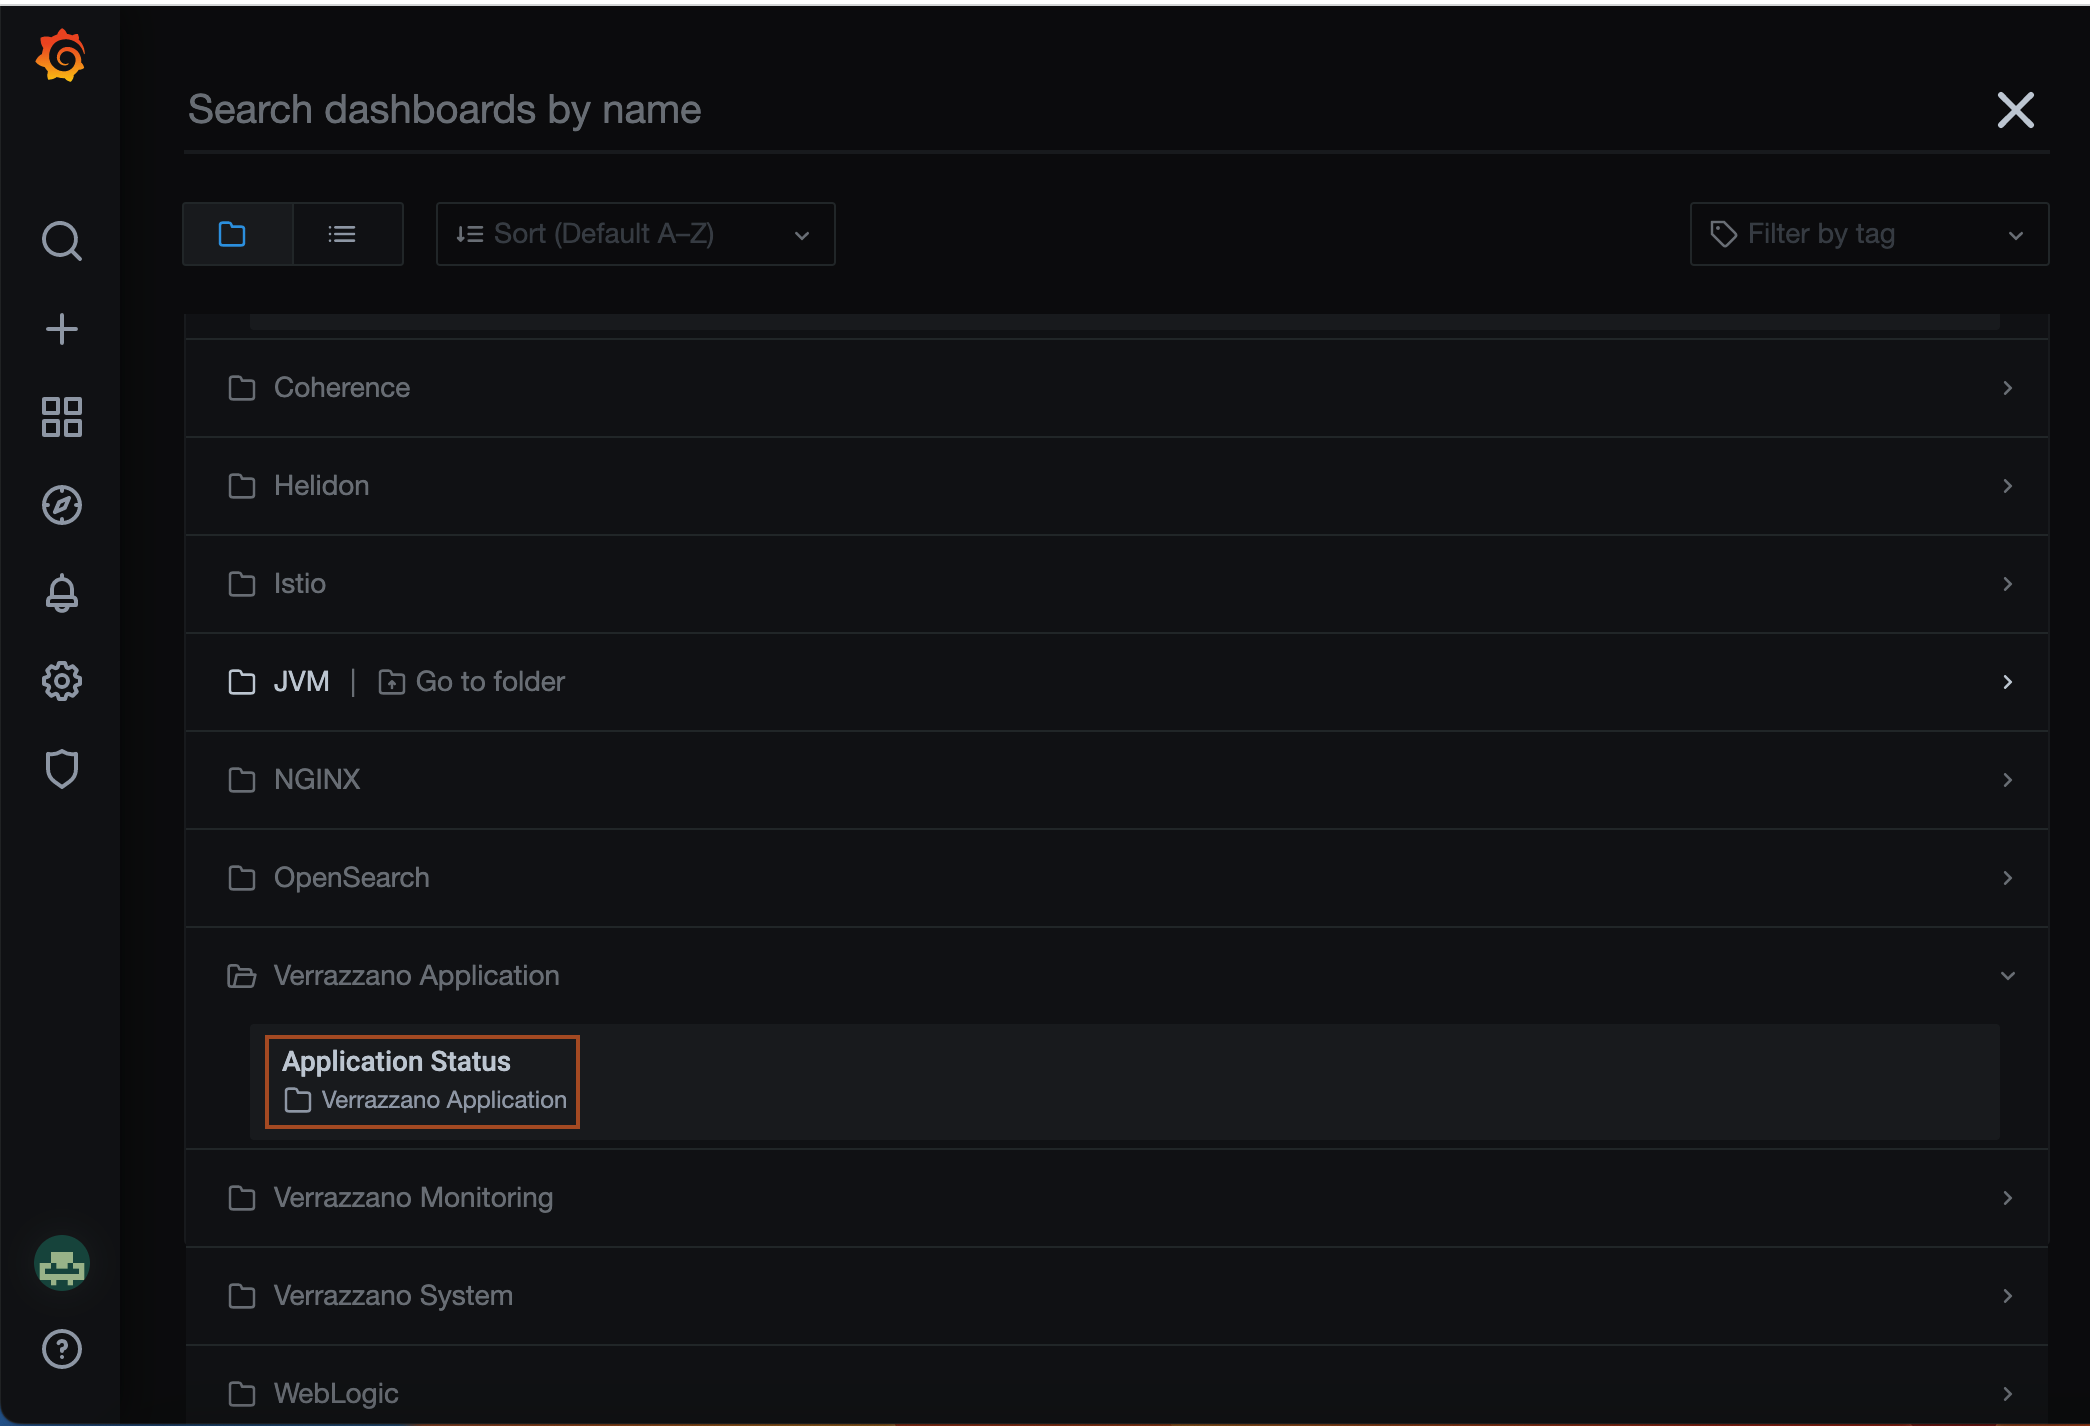 Search dashboards by name
Sort (Default A–Z)
Filter by tag
Coherence
Helidon
Istio
JVM | Go to folder
NGINX
OpenSearch
Verrazzano Application
Application Status
Verrazzano Application
Verrazzano Monitoring
Verrazzano System
WebLogic